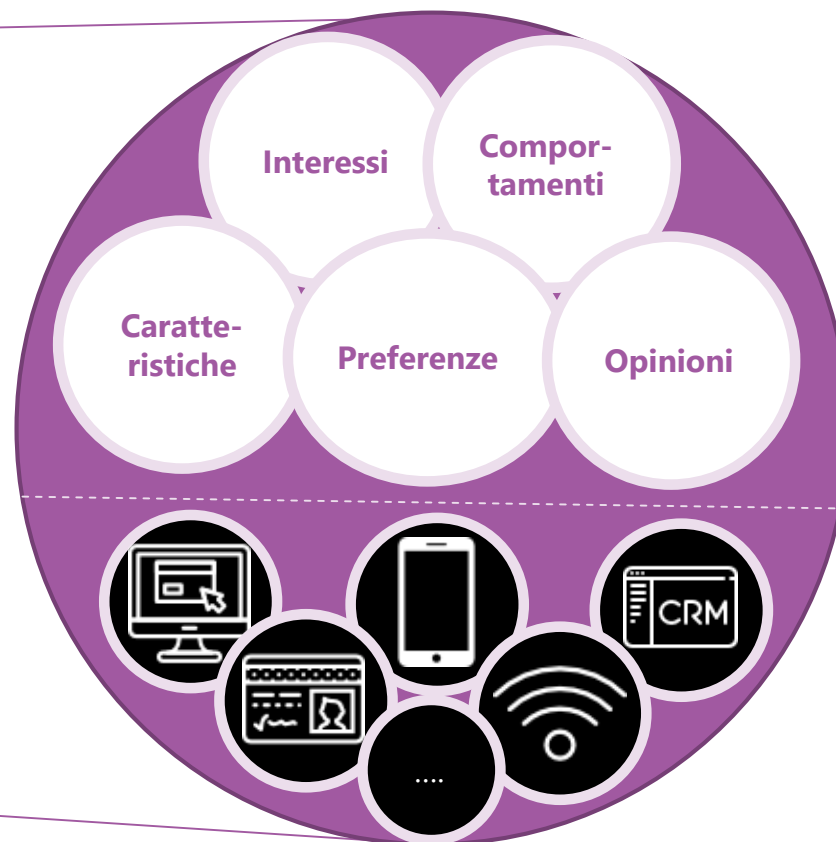 Interessi
Compor-
tamenti
Caratte-
ristiche
Preferenze
Opinioni
CRM
....